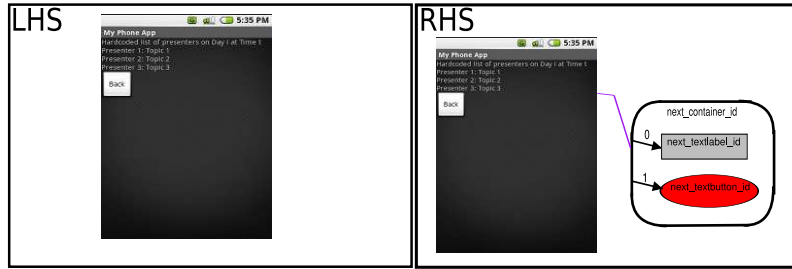 LHS
5:35 PM
My Phone App
Hardcoded list of presenters on Day i at Time t
Presenter 1: Topic 1
Presenter 2: Topic 2
Presenter 3: Topic 3
Back
RHS
5:35 PM
My Phone App
Hardcoded list of presenters on Day i at Time t
Presenter 1: Topic 1
Presenter 2: Topic 2
Presenter 3: Topic 3
Back
next_container_id
0
next_textlabel_id
1
next_textbutton_id